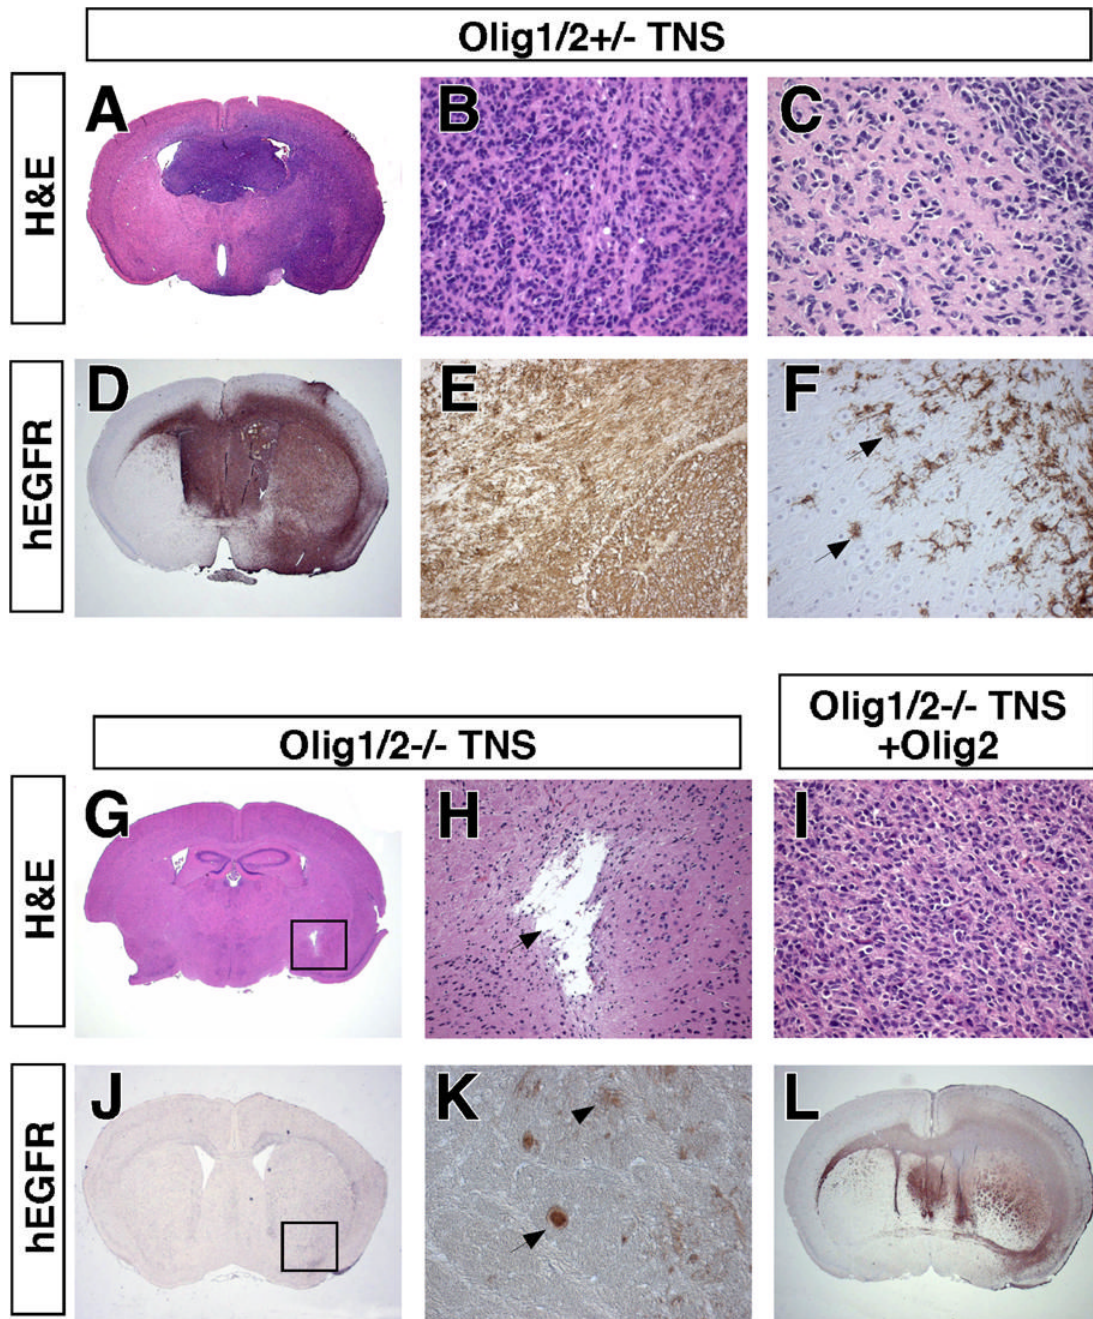 Olig1/2+/- TNS
H&E
A
B
C
hEGFR
D
E
F
Olig1/2-/- TNS
Olig1/2-/- TNS
+Olig2
H&E
G
H
I
hEGFR
J
K
L